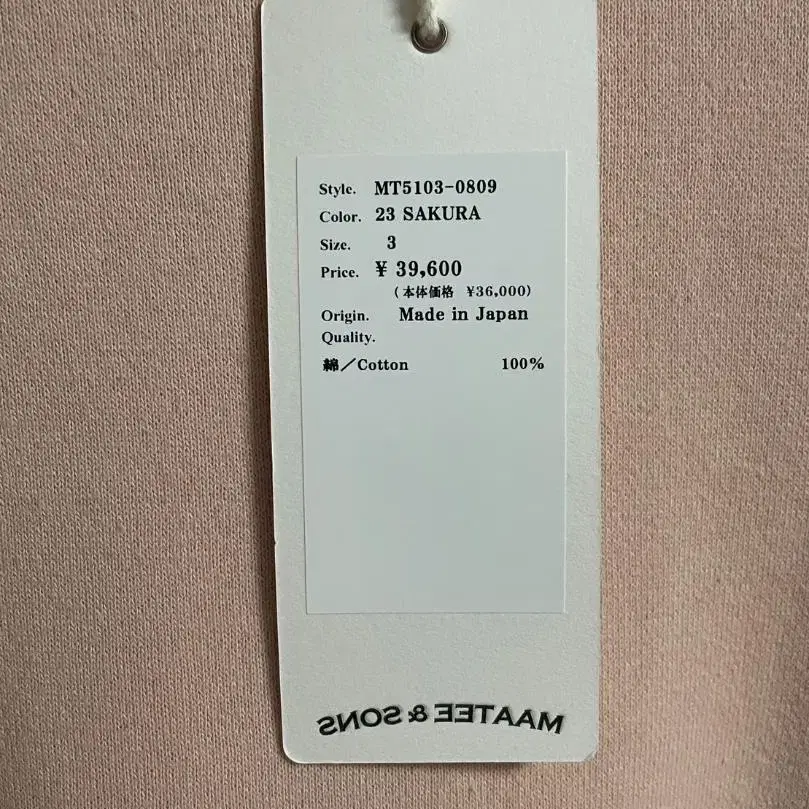 Style. MT5103-0809
Color. 23 SAKURA
Size. 3
Price. ¥ 39,600
(本体価格 ¥36,000)
Origin. Made in Japan
Quality.
綿／Cotton 100%
MAATEE & SONS